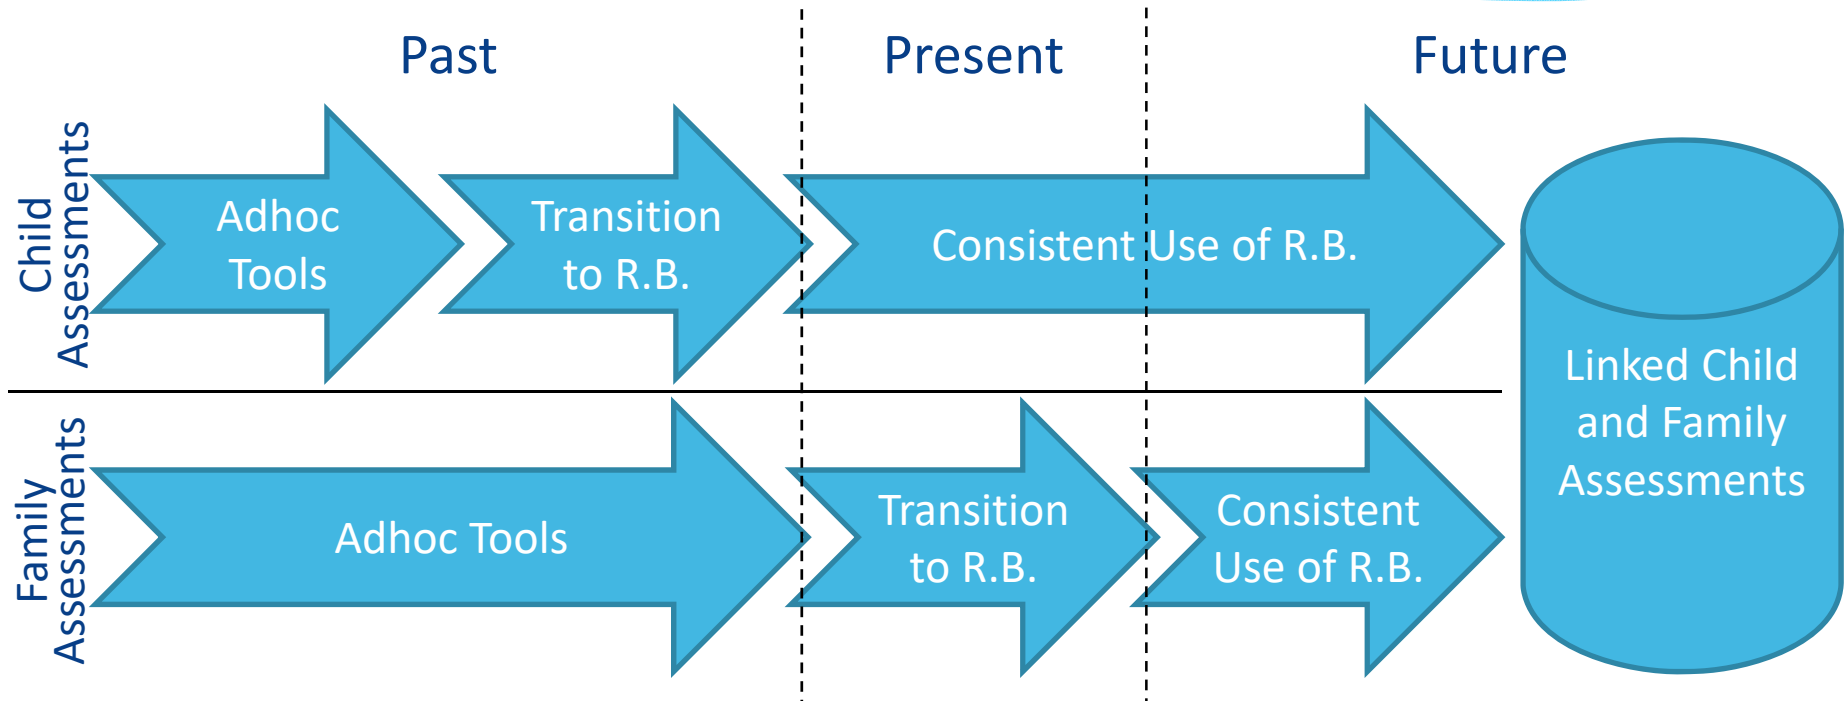 Past
Present
Future
Child
Assessments
Adhoc
Tools
Transition
to R.B.
Consistent Use of R.B.
Family
Assessments
Adhoc Tools
Transition
to R.B.
Consistent
Use of R.B.
Linked Child
and Family
Assessments